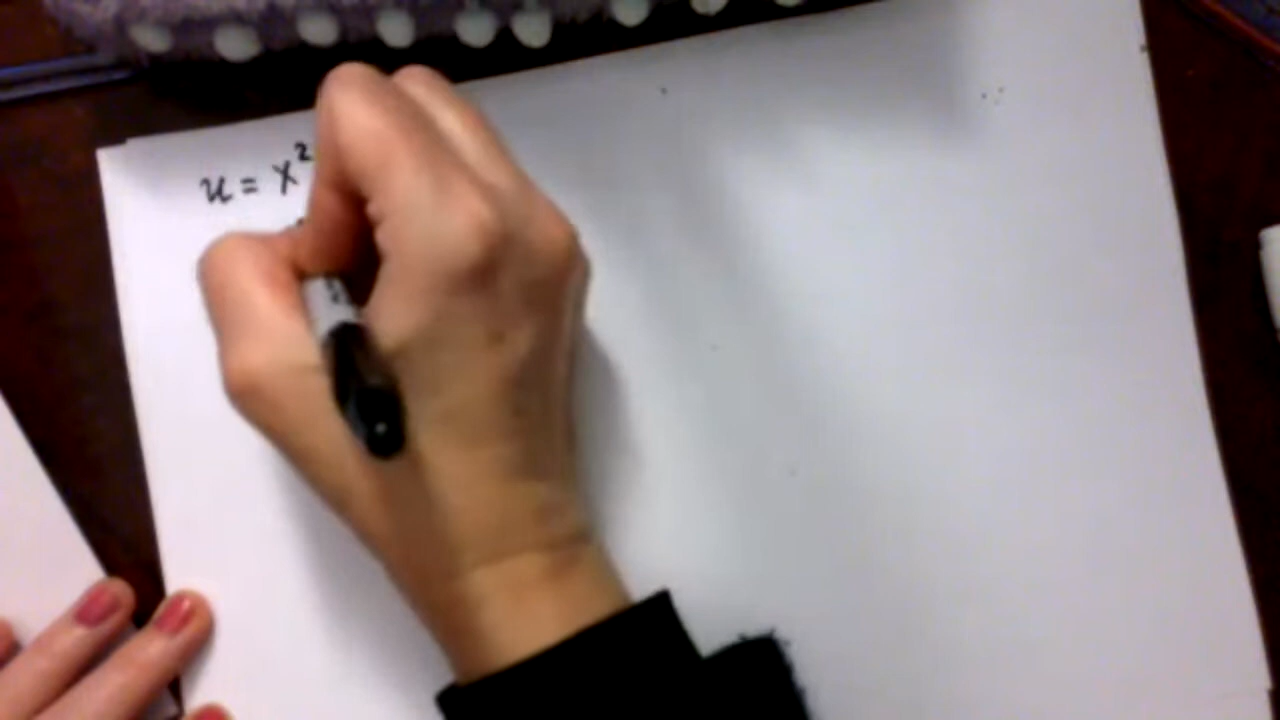 u = x²